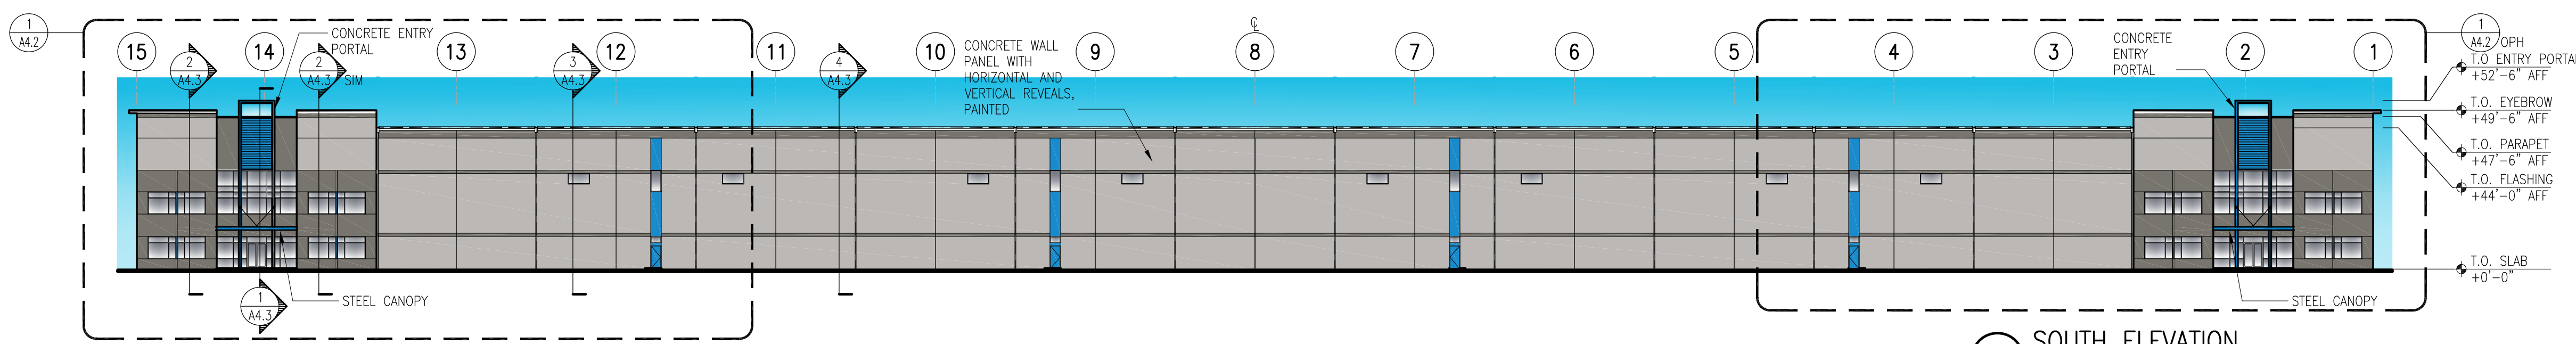 1
A4.2
15
2
A4.3
14
2
A4.3
SIM
CONCRETE ENTRY
PORTAL
13
3
A4.3
12
11
4
A4.3
10
CONCRETE WALL
PANEL WITH
HORIZONTAL AND
VERTICAL REVEALS,
PAINTED
9
℄
8
7
6
5
4
3
CONCRETE
ENTRY
PORTAL
2
1
1
A4.2 OPH
T.O ENTRY PORTAL
+52'-6" AFF
T.O. EYEBROW
+49'-6" AFF
T.O. PARAPET
+47'-6" AFF
T.O. FLASHING
+44'-0" AFF
T.O. SLAB
+0'-0"
1
A4.3
STEEL CANOPY
STEEL CANOPY
SOUTH ELEVATION